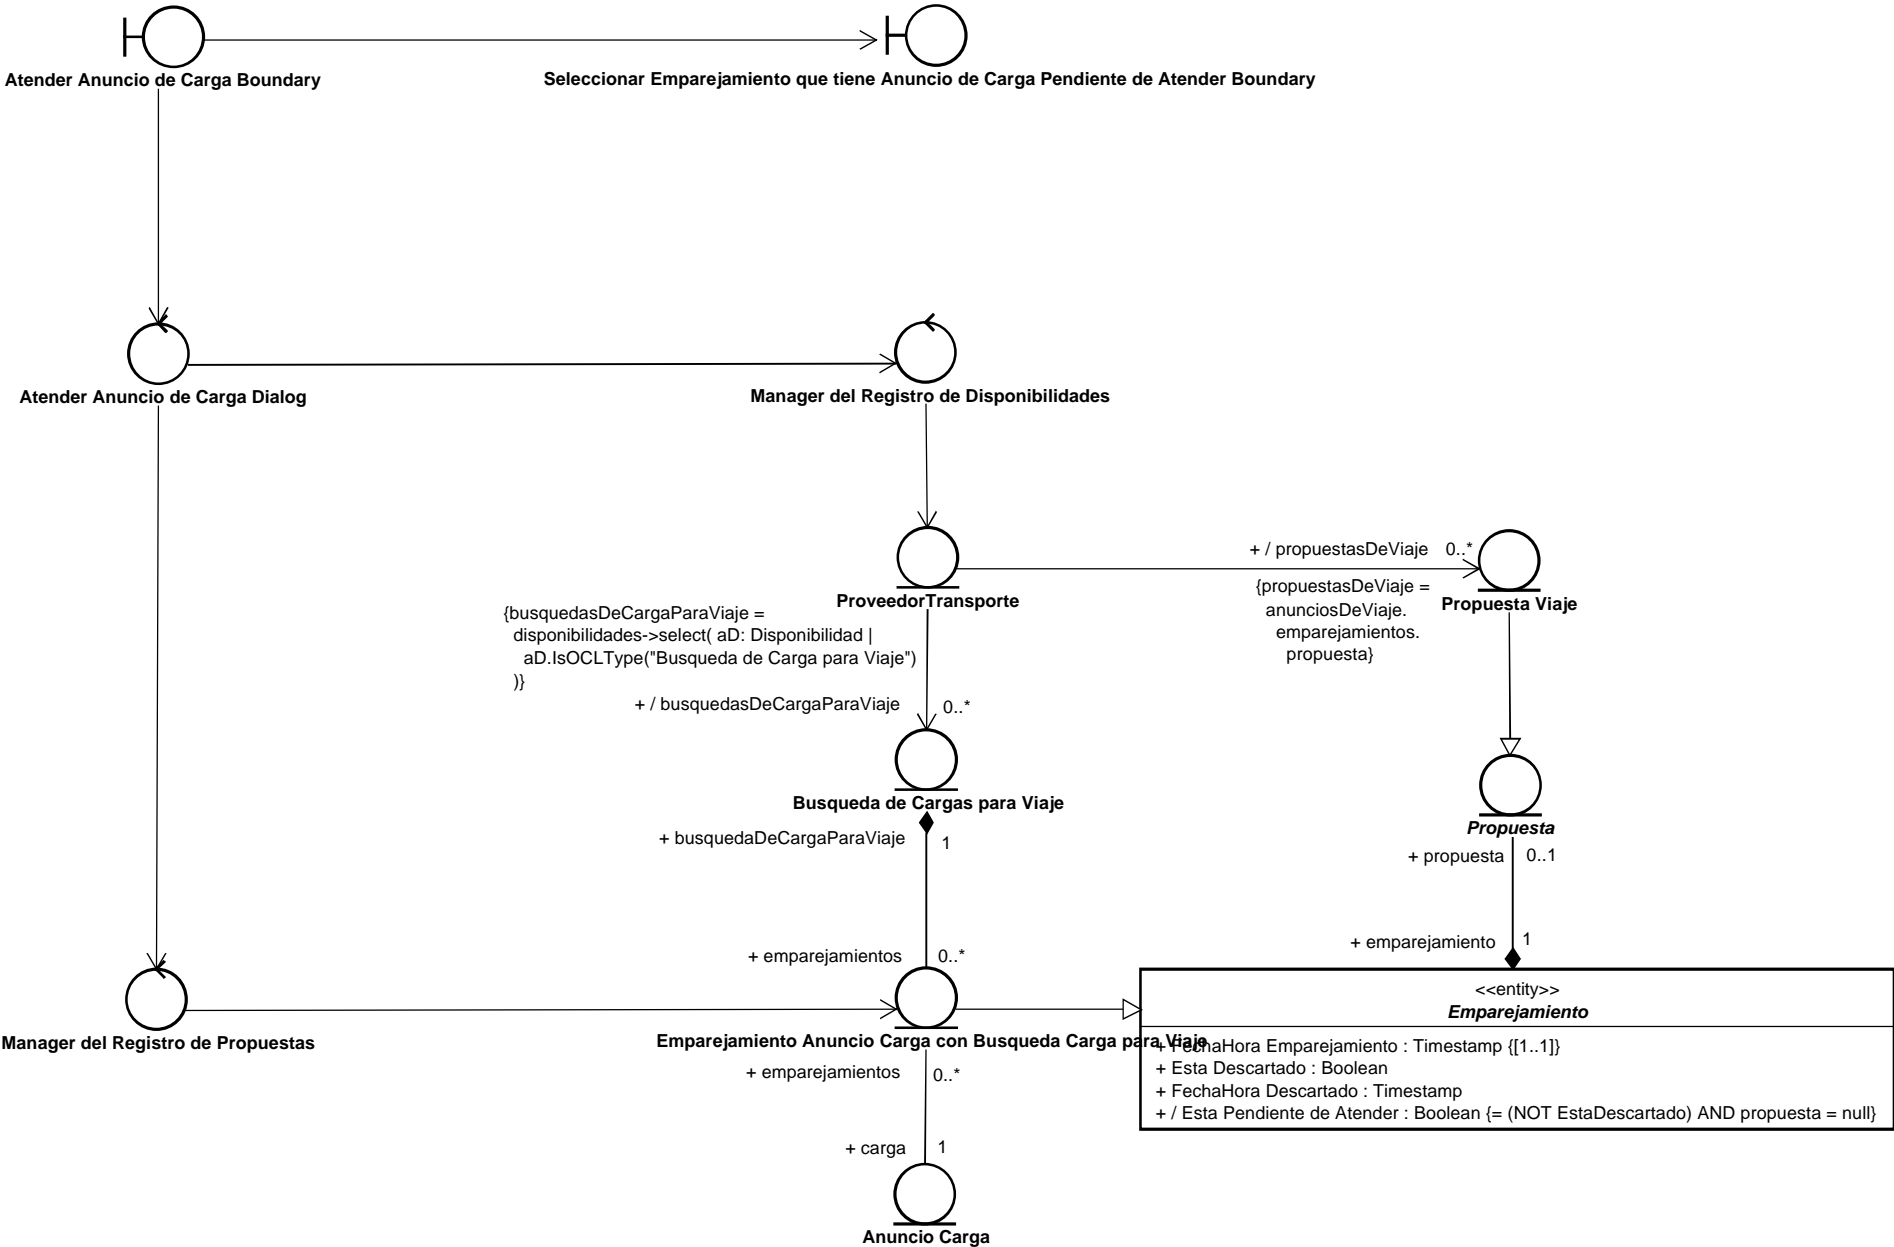 Atender Anuncio de Carga Boundary
Seleccionar Emparejamiento que tiene Anuncio de Carga Pendiente de Atender Boundary
Atender Anuncio de Carga Dialog
Manager del Registro de Disponibilidades
+ / propuestasDeViaje 0..*
{propuestasDeViaje =
anunciosDeViaje.
emparejamientos.
propuesta}
ProveedorTransporte
Propuesta Viaje
{busquedasDeCargaParaViaje =
disponibilidades->select( aD: Disponibilidad |
aD.IsOCLType("Busqueda de Carga para Viaje")
)}
+ / busquedasDeCargaParaViaje 0..*
Busqueda de Cargas para Viaje
+ busquedaDeCargaParaViaje 1
Propuesta
+ propuesta 0..1
+ emparejamiento 1
+ emparejamientos 0..*
<<entity>>
Emparejamiento
Manager del Registro de Propuestas
Emparejamiento Anuncio Carga con Busqueda Carga para Viaje
+ FechaHora Emparejamiento : Timestamp {[1..1]}
+ Esta Descartado : Boolean
+ FechaHora Descartado : Timestamp
+ / Esta Pendiente de Atender : Boolean {= (NOT EstaDescartado) AND propuesta = null}
+ emparejamientos 0..*
+ carga 1
Anuncio Carga